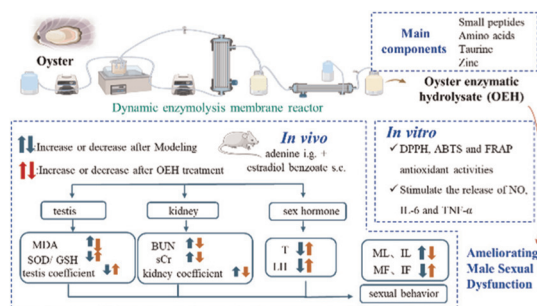 Oyster
Dynamic enzymolysis membrane reactor
Main
components
Small peptides
Amino acids
Taurine
Zinc
Oyster enzymatic
hydrolysate (OEH)
:Increase or decrease after Modeling
:Increase or decrease after OEH treatment
In vivo
adenine i.g. +
estradiol benzoate s.c.
testis
kidney
sex hormone
MDA
SOD/ GSH
testis coefficient
BUN
sCr
kidney coefficient
T
LH
ML、IL
MF、IF
sexual behavior
In vitro
✓ DPPH, ABTS and FRAP
antioxidant activities
✓ Stimulate the release of NO,
IL-6 and TNF-α
Ameliorating
Male Sexual
Dysfunction